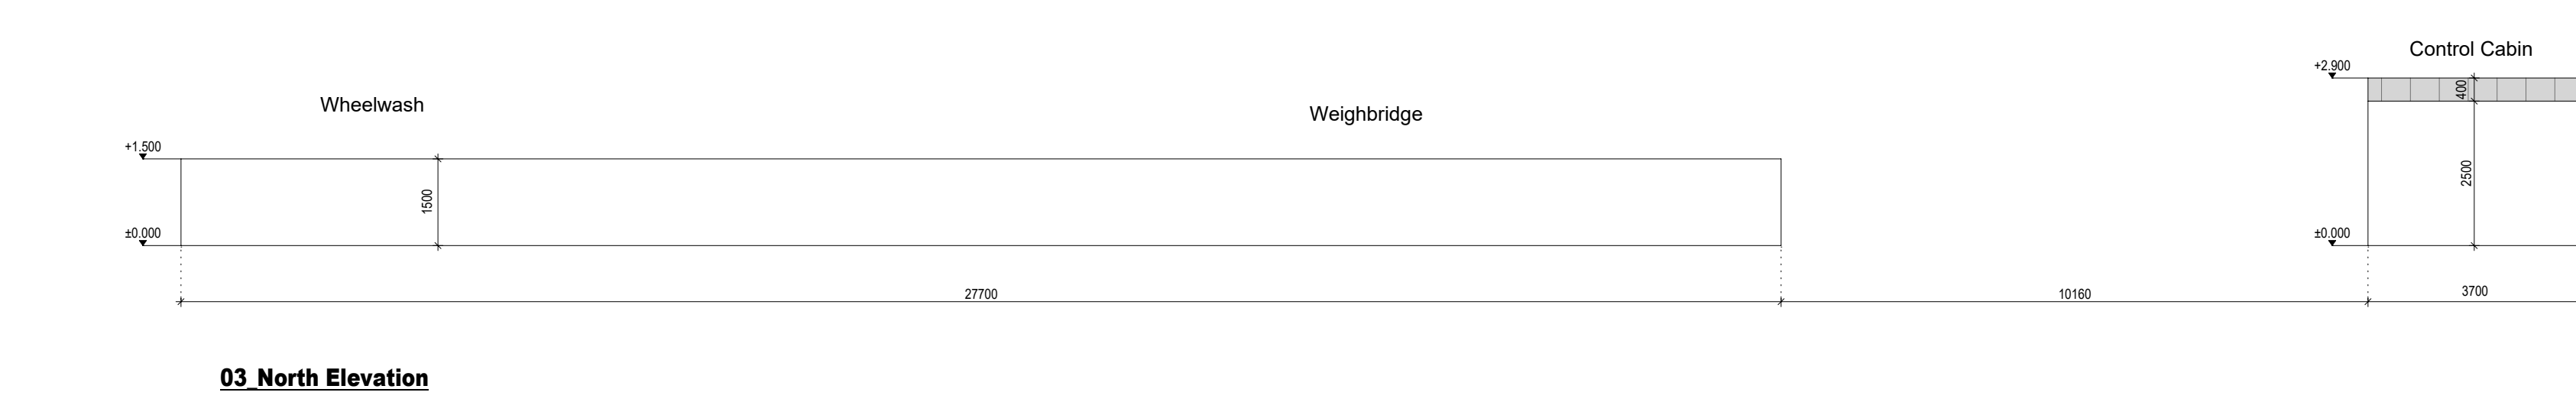 Control Cabin
+2.900
400
Wheelwash
Weighbridge
+1.500
2500
1500
±0.000
±0.000
27700
10160
3700
03_North Elevation